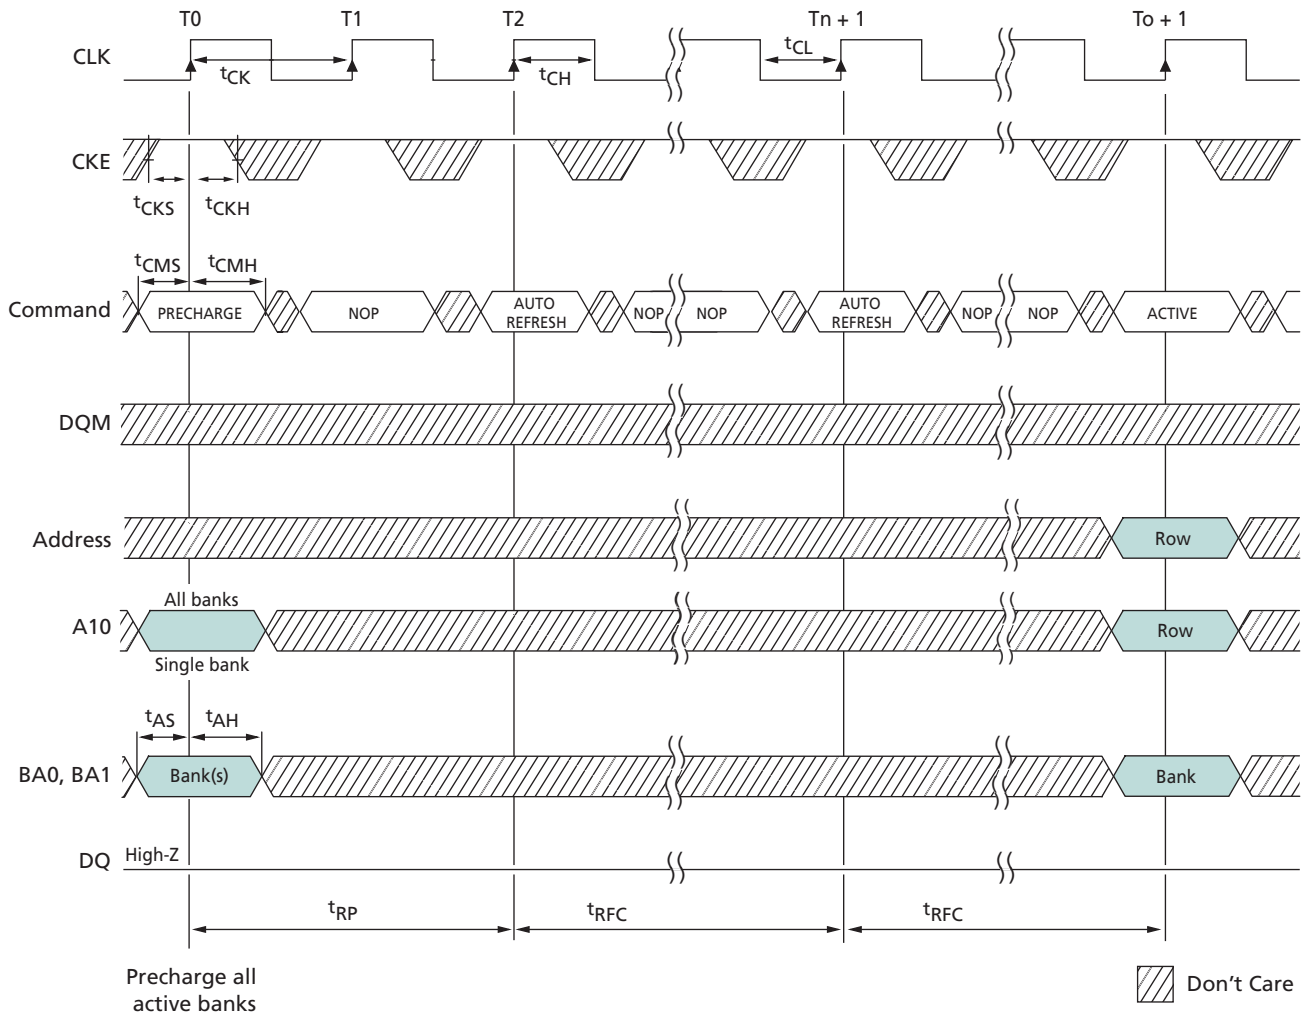 T0 T1 T2 Tn + 1 To + 1
CLK
tCK tCH tCL
CKE
tCKS tCKH
tCMS tCMH
Command PRECHARGE NOP AUTO REFRESH NOP NOP AUTO REFRESH NOP NOP ACTIVE
DQM
Address Row
All banks
A10 Row
Single bank
tAS tAH
BA0, BA1 Bank(s) Bank
DQ High-Z
tRP tRFC tRFC
Precharge all
active banks
Don't Care